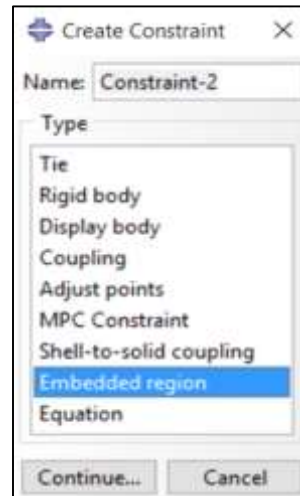 Create Constraint
Name: Constraint-2
Type
Tie
Rigid body
Display body
Coupling
Adjust points
MPC Constraint
Shell-to-solid coupling
Embedded region
Equation
Continue... Cancel